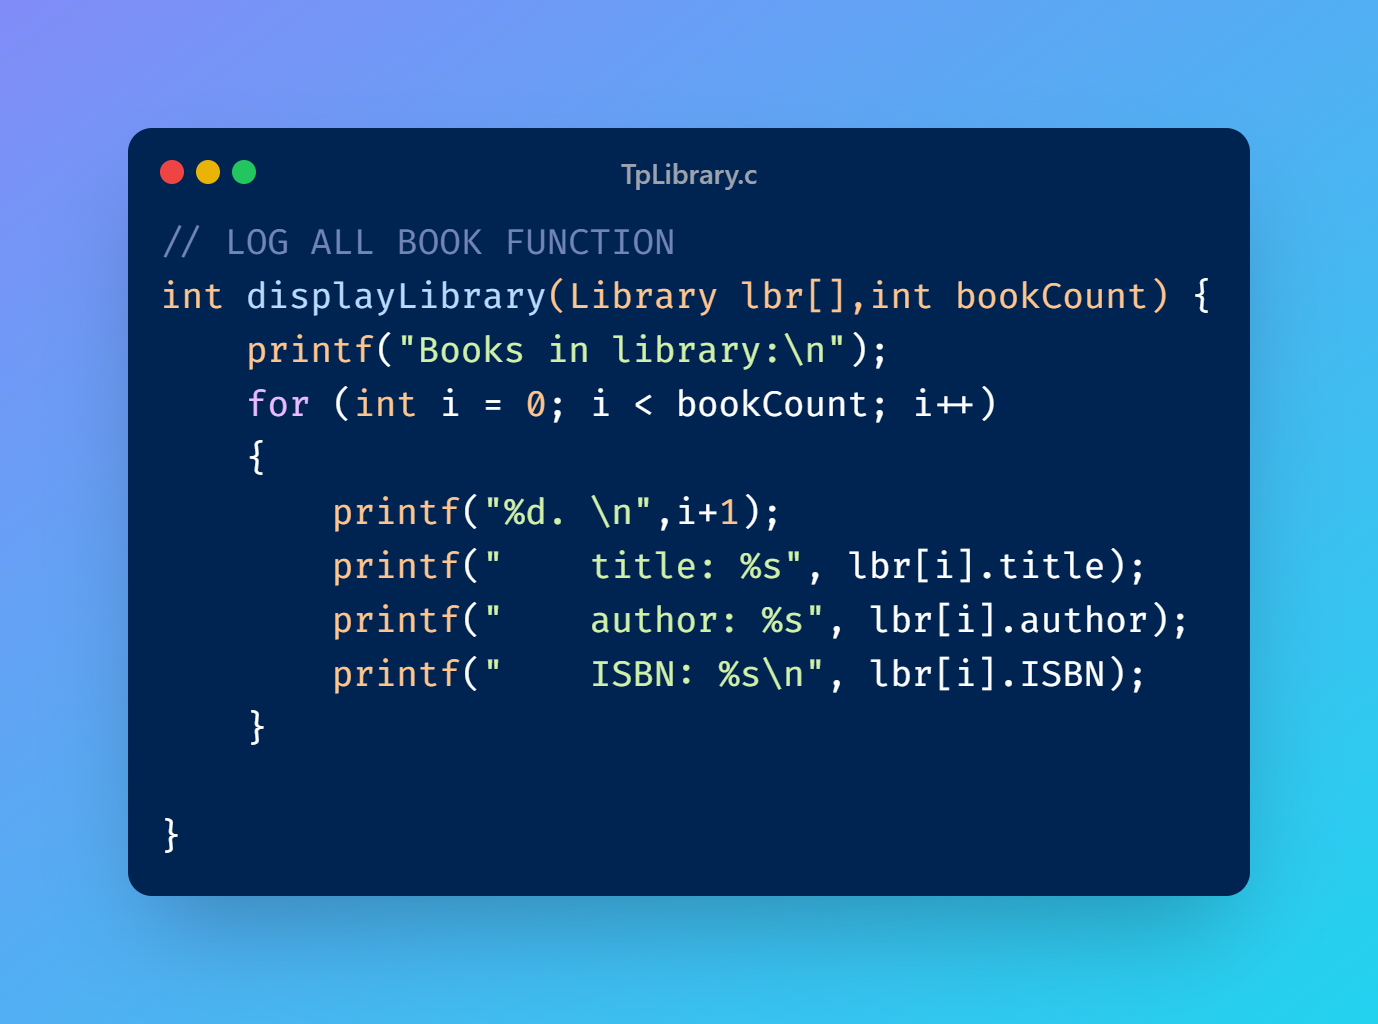 TpLibrary.c
// LOG ALL BOOK FUNCTION
int displayLibrary(Library lbr[],int bookCount) {
    printf("Books in library:\n");
    for (int i = 0; i < bookCount; i++)
    {
        printf("%d. \n",i+1);
        printf("    title: %s", lbr[i].title);
        printf("    author: %s", lbr[i].author);
        printf("    ISBN: %s\n", lbr[i].ISBN);
    }

}